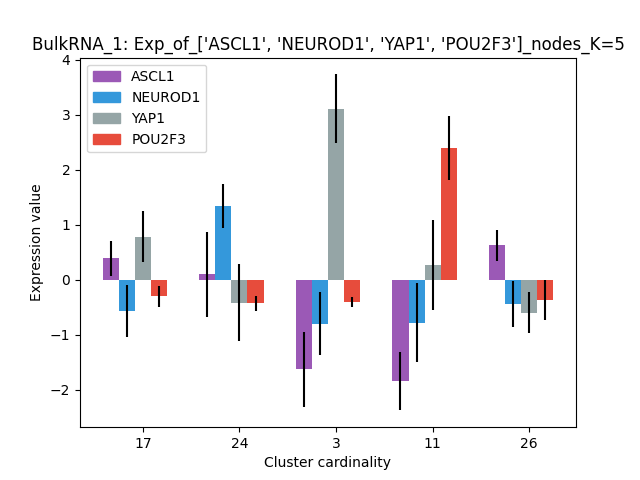 BulkRNA_1: Exp_of_['ASCL1', 'NEUROD1', 'YAP1', 'POU2F3']_nodes_K=5
ASCL1
NEUROD1
YAP1
POU2F3
4
3
2
1
0
−1
−2
Expression value
17 24 3 11 26
Cluster cardinality